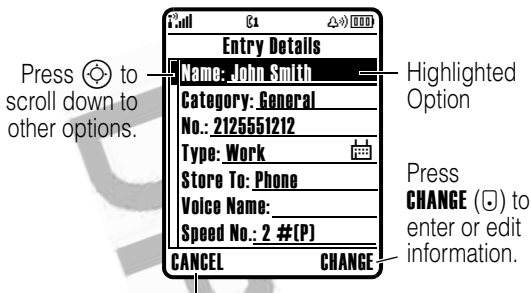 Entry Details
Press to
scroll down to
other options.
Name: John Smith
Category: General
No.: 2125551212
Type: Work
Store To: Phone
Voice Name:
Speed No.: 2 #(P)
CANCEL CHANGE
Highlighted
Option
Press
CHANGE ( ) to
enter or edit
information.